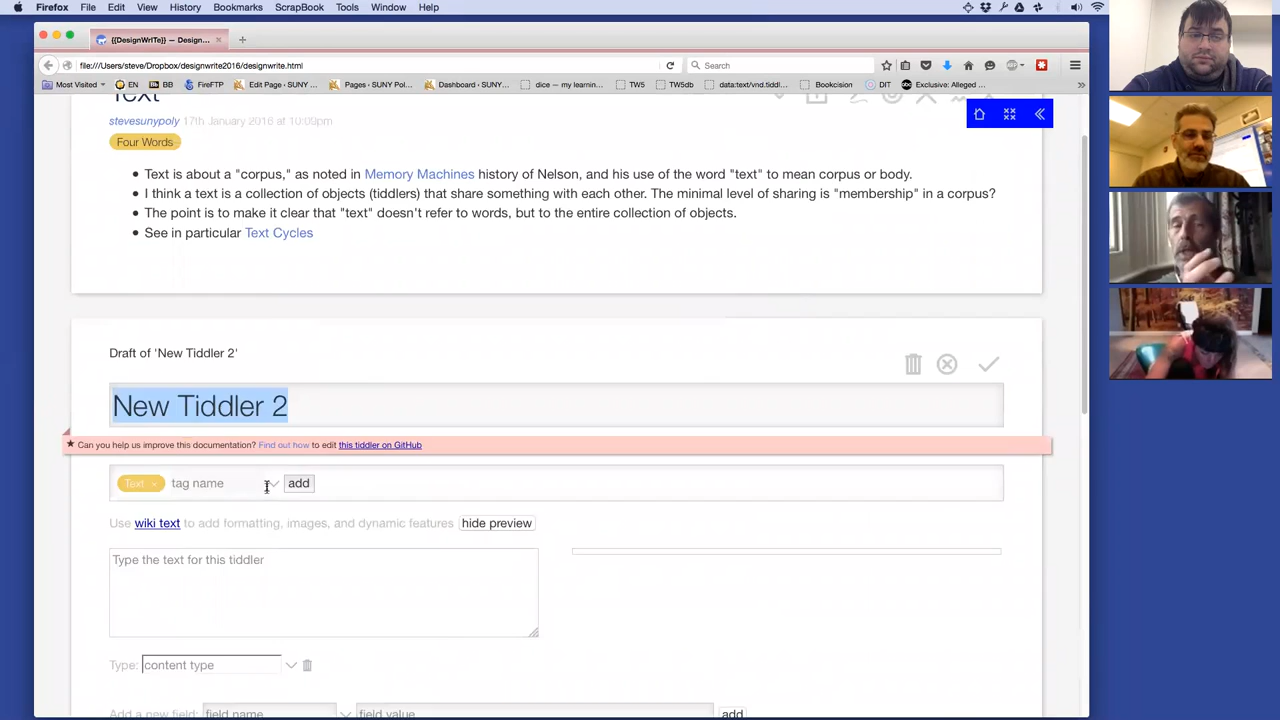 Firefox File Edit View History Bookmarks ScrapBook Tools Window Help
{{DesignWrITe}} — Design...
file:///Users/steve/Dropbox/designwrite2016/designwrite.html
Search
Most Visited EN BB FireFTP Edit Page - SUNY ... Pages - SUNY Pol... Dashboard - SUNY... dice — my learnin... TW5 TW5db data:text/vnd.tiddl... Bookcision DIT Exclusive: Alleged ...
Text
stevesunypoly 17th January 2016 at 10:09pm
Four Words
Text is about a "corpus," as noted in Memory Machines history of Nelson, and his use of the word "text" to mean corpus or body.
I think a text is a collection of objects (tiddlers) that share something with each other. The minimal level of sharing is "membership" in a corpus?
The point is to make it clear that "text" doesn't refer to words, but to the entire collection of objects.
See in particular Text Cycles
Draft of 'New Tiddler 2'
New Tiddler 2
Can you help us improve this documentation? Find out how to edit this tiddler on GitHub
Text tag name add
Use wiki text to add formatting, images, and dynamic features hide preview
Type the text for this tiddler
Type: content type
Add a new field: field name field value add